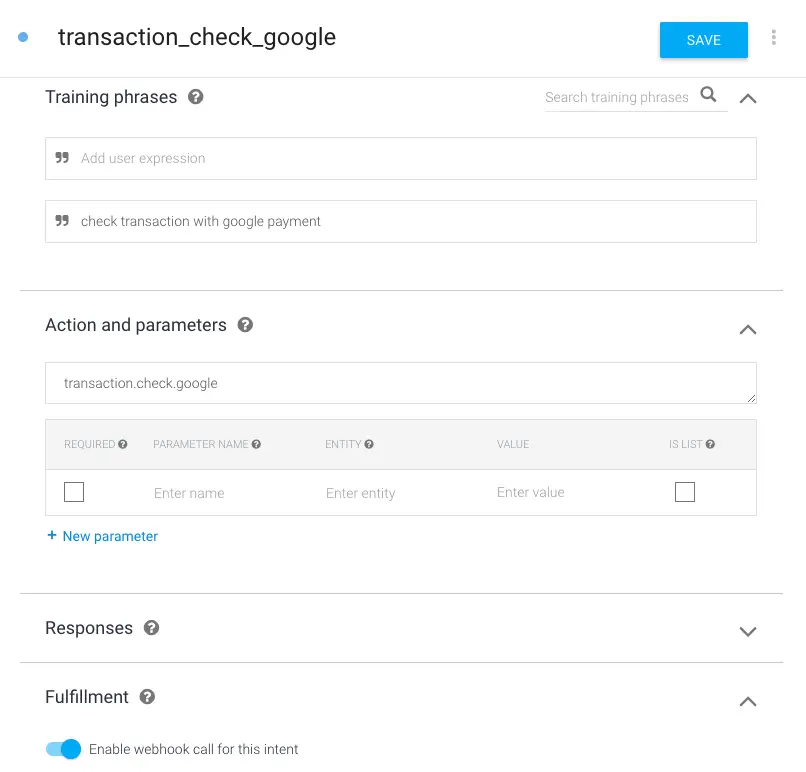 transaction_check_google
SAVE
Training phrases
Search training phrases
Add user expression
check transaction with google payment
Action and parameters
transaction.check.google
REQUIRED PARAMETER NAME ENTITY VALUE IS LIST
Enter name Enter entity Enter value
+ New parameter
Responses
Fulfillment
Enable webhook call for this intent